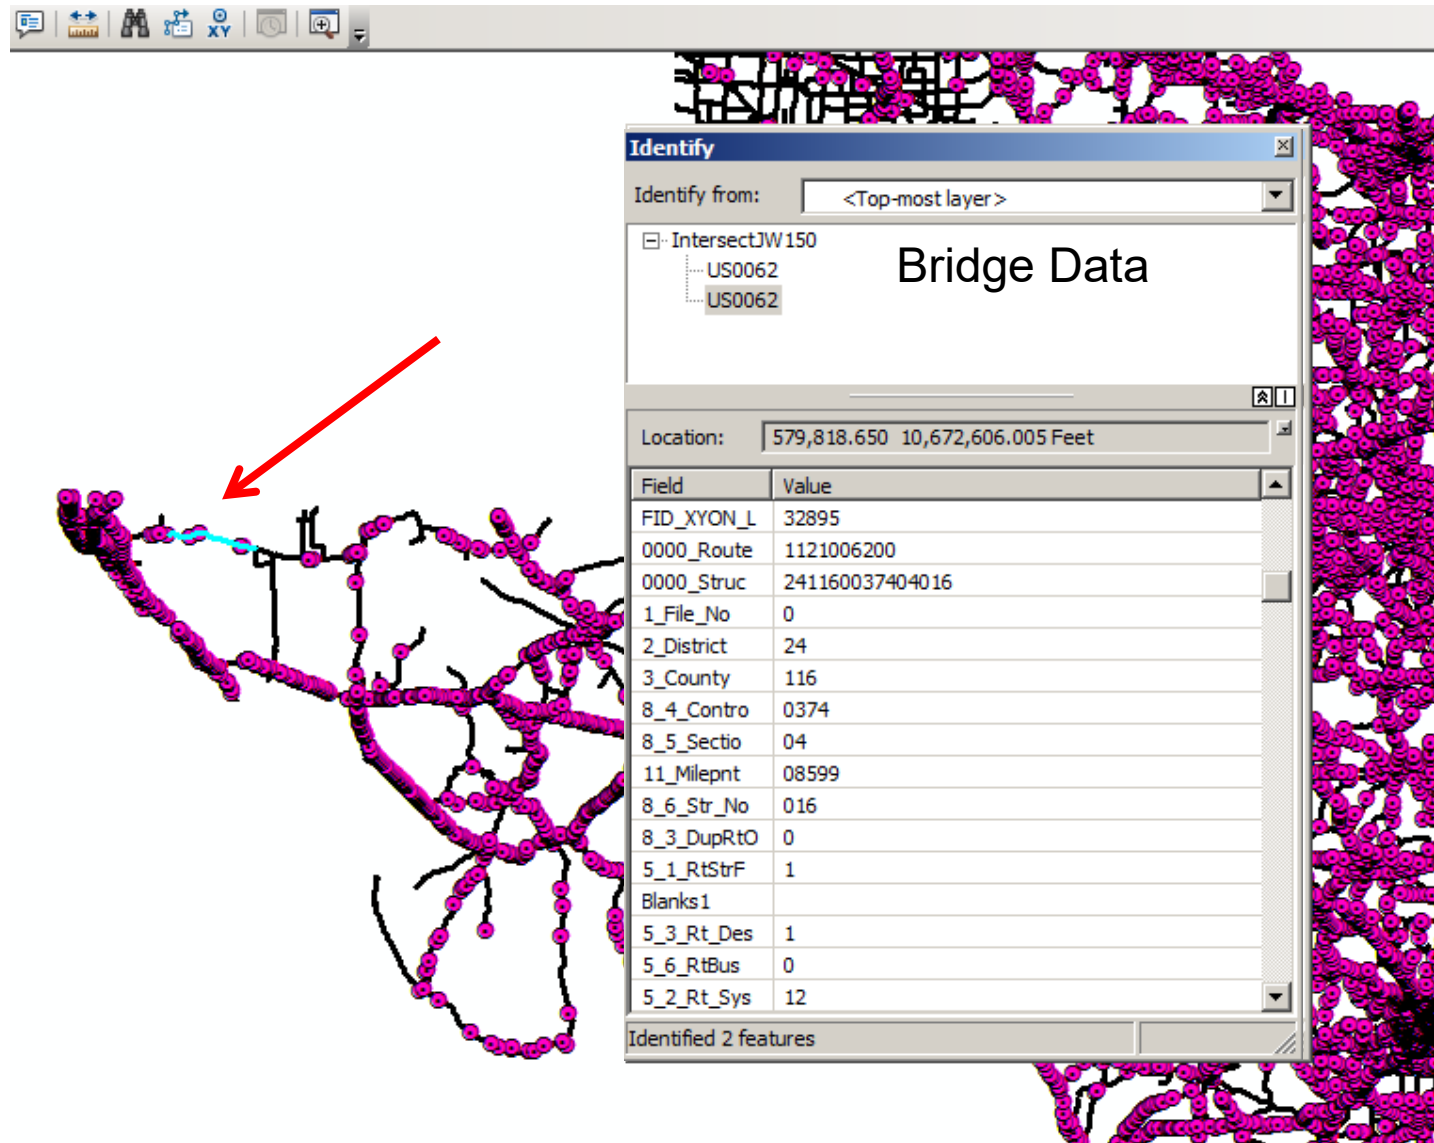 XY
Identify
Identify from:
<Top-most layer>
IntersectJW150
US0062
US0062
Bridge Data
Location:
579,818.650 10,672,606.005 Feet
Field Value
FID_XYON_L 32895
0000_Route 1121006200
0000_Struc 241160037404016
1_File_No 0
2_District 24
3_County 116
8_4_Contro 0374
8_5_Sectio 04
11_Milepnt 08599
8_6_Str_No 016
8_3_DupRtO 0
5_1_RtStrF 1
Blanks1
5_3_Rt_Des 1
5_6_RtBus 0
5_2_Rt_Sys 12
Identified 2 features